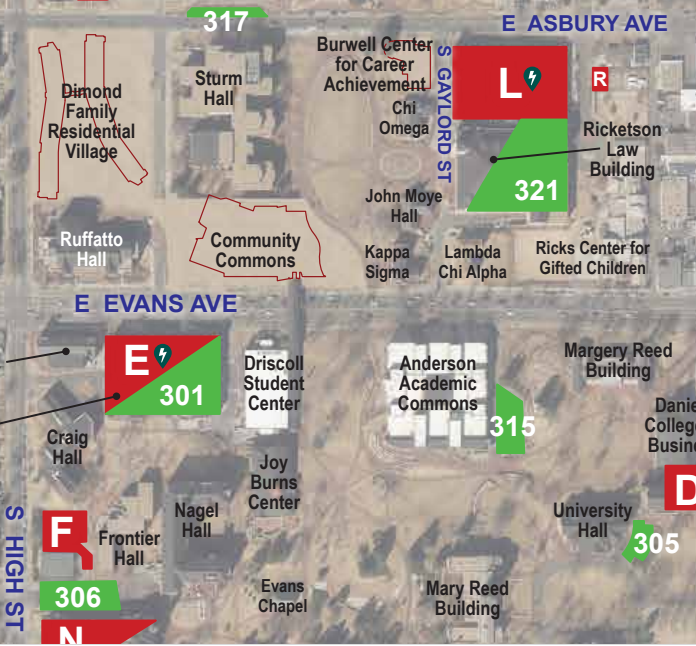 317
E ASBURY AVE
Burwell Center
for Career
Achievement
S GAYLORD ST
L
R
Sturm
Hall
Dimond
Family
Residential
Village
Chi
Omega
Ricketson
Law
Building
321
John Moye
Hall
Ruffatto
Hall
Community
Commons
Kappa
Sigma
Lambda
Chi Alpha
Ricks Center for
Gifted Children
E EVANS AVE
E
301
Driscoll
Student
Center
Anderson
Academic
Commons
Margery Reed
Building
315
Danie
College
Busine
Craig
Hall
Joy
Burns
Center
D
S HIGH ST
F
Frontier
Hall
Nagel
Hall
University
Hall
305
306
Evans
Chapel
Mary Reed
Building
N